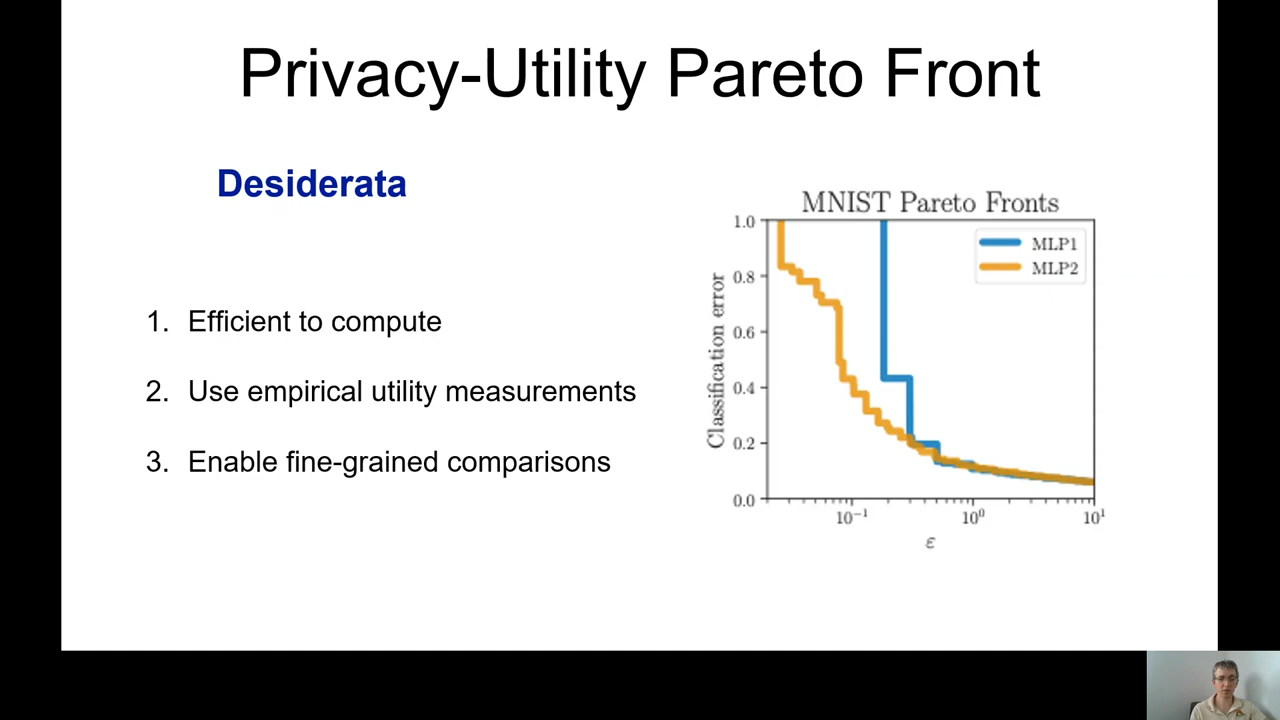 Privacy-Utility Pareto Front
Desiderata
1. Efficient to compute
2. Use empirical utility measurements
3. Enable fine-grained comparisons
MNIST Pareto Fronts
MLP1
MLP2
Classification error
1.0
0.8
0.6
0.4
0.2
0.0
10⁻¹
10⁰
10¹
ε